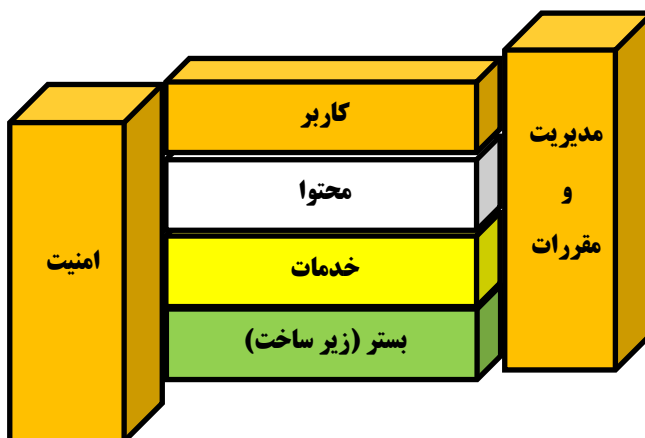 کاربر
مدیریت
و
مقررات
محتوا
امنیت
خدمات
بستر (زیر ساخت)